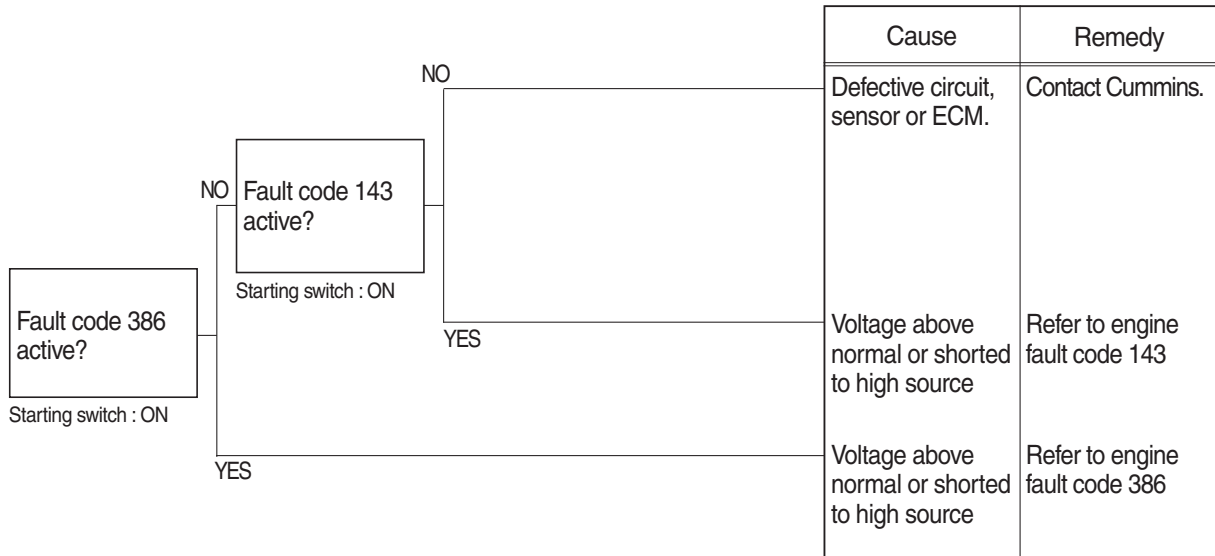 Cause
Remedy
NO
Defective circuit,
sensor or ECM.
Contact Cummins.
NO
Fault code 143
active?
Starting switch : ON
Fault code 386
active?
Starting switch : ON
YES
Voltage above
normal or shorted
to high source
Refer to engine
fault code 143
YES
Voltage above
normal or shorted
to high source
Refer to engine
fault code 386